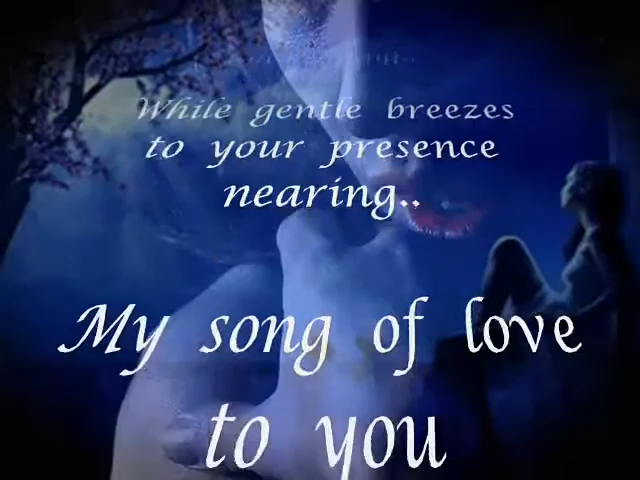 While gentle breezes
to your presence
nearing..
My song of love
to you